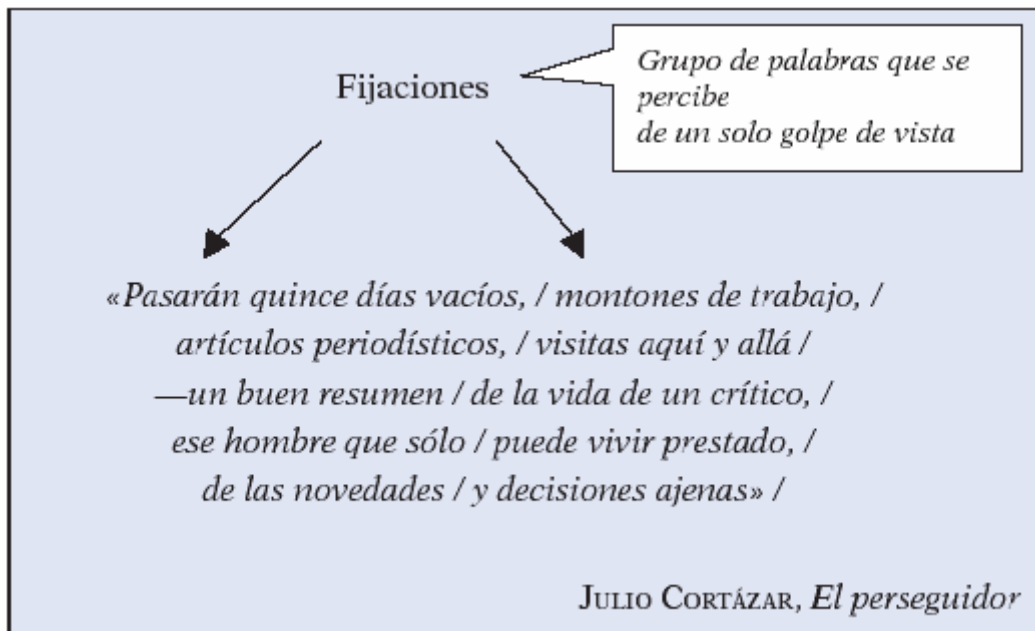 Fijaciones
Grupo de palabras que se
percibe
de un solo golpe de vista
«Pasarán quince días vacíos, / montones de trabajo, /
artículos periodísticos, / visitas aquí y allá /
—un buen resumen / de la vida de un crítico, /
ese hombre que sólo / puede vivir prestado, /
de las novedades / y decisiones ajenas» /
JULIO CORTÁZAR, El perseguidor